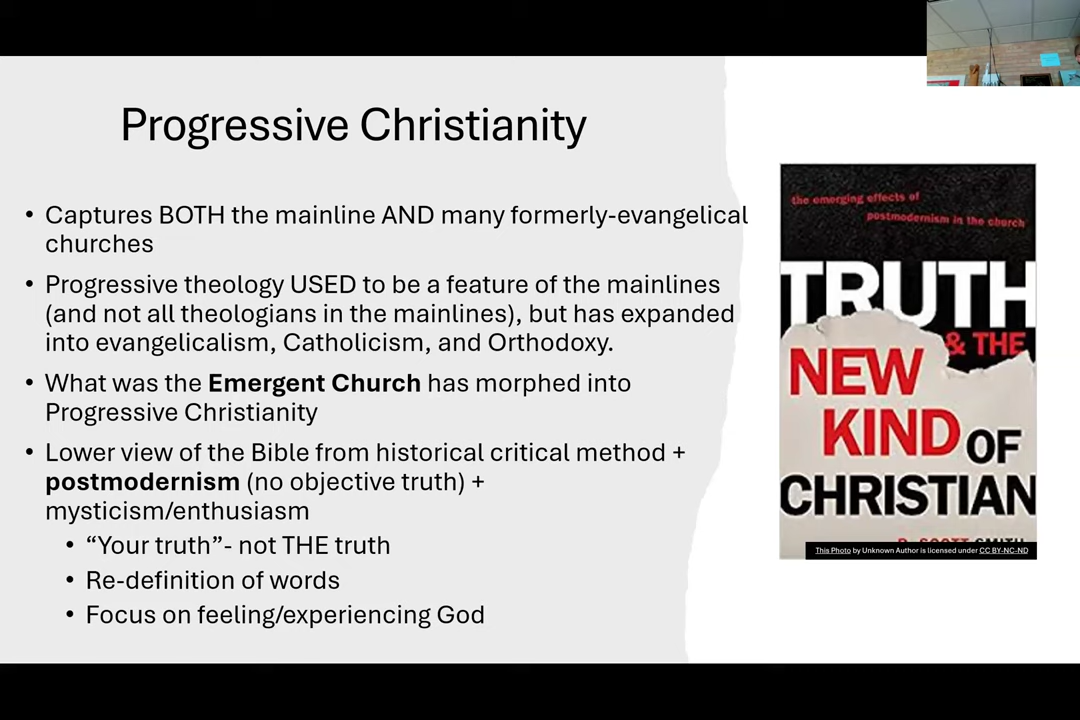 Progressive Christianity
• Captures BOTH the mainline AND many formerly-evangelical
churches
• Progressive theology USED to be a feature of the mainlines
(and not all theologians in the mainlines), but has expanded
into evangelicalism, Catholicism, and Orthodoxy.
• What was the Emergent Church has morphed into
Progressive Christianity
• Lower view of the Bible from historical critical method +
postmodernism (no objective truth) +
mysticism/enthusiasm
• “Your truth”- not THE truth
• Re-definition of words
• Focus on feeling/experiencing God
the emerging effects of
postmodernism in the church
TRUTH
& THE
NEW
KIND OF
CHRISTIAN
R. SCOTT SMITH
This Photo by Unknown Author is licensed under CC BY-NC-ND